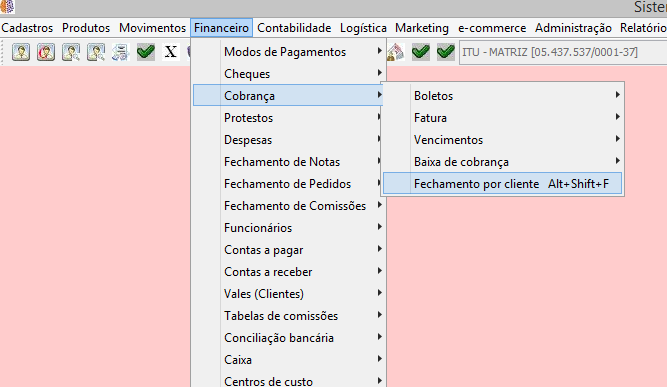 Sistem
Cadastros Produtos Movimentos Financeiro Contabilidade Logística Marketing e-commerce Administração Relatório
X ITU - MATRIZ [05.437.537/0001-37]
Modos de Pagamentos
Cheques
Cobrança
Protestos
Despesas
Fechamento de Notas
Fechamento de Pedidos
Fechamento de Comissões
Funcionários
Contas a pagar
Contas a receber
Vales (Clientes)
Tabelas de comissões
Conciliação bancária
Caixa
Centros de custo
Boletos
Fatura
Vencimentos
Baixa de cobrança
Fechamento por cliente Alt+Shift+F